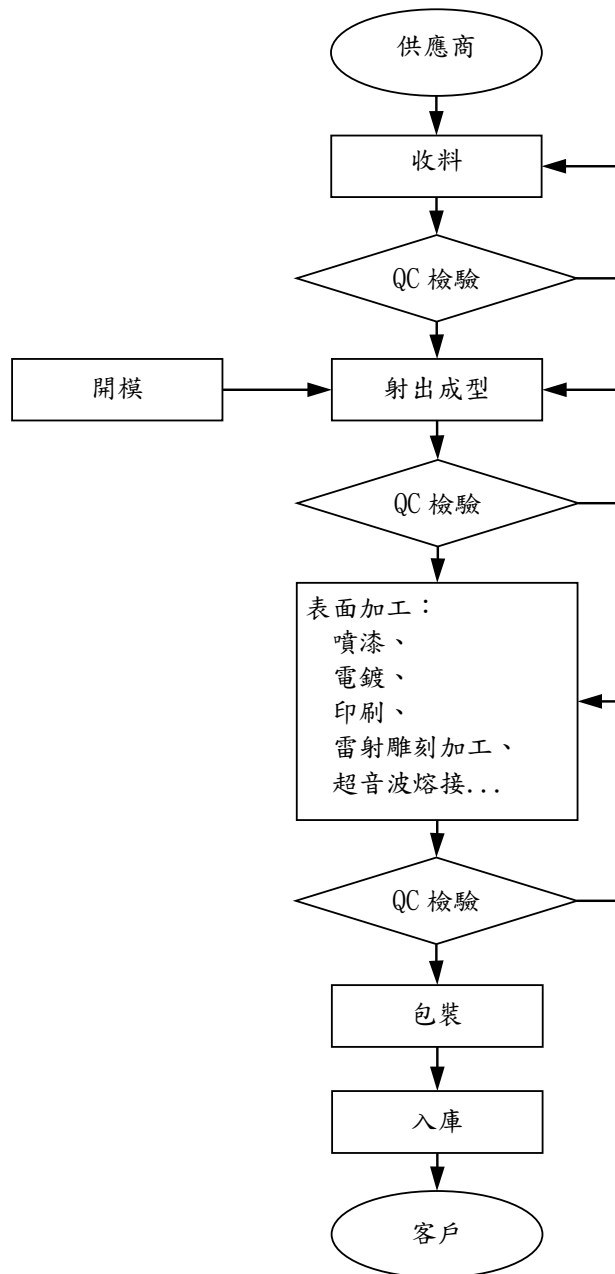 供應商
收料
QC 檢驗
開模
射出成型
QC 檢驗
表面加工：
噴漆、
電鍍、
印刷、
雷射雕刻加工、
超音波熔接...
QC 檢驗
包裝
入庫
客戶